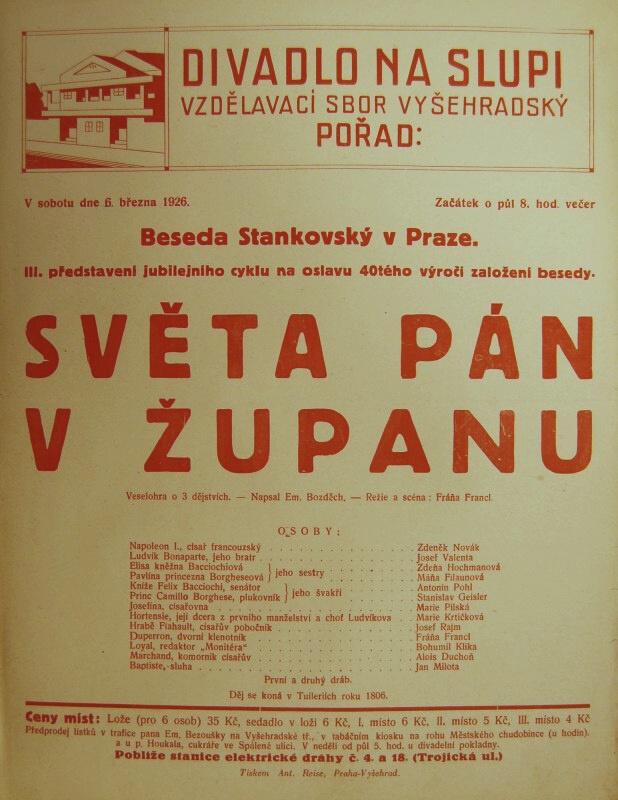 DIVADLO NA SLUPI
VZDĚLAVACÍ SBOR VYŠEHRADSKÝ
POŘAD:
V sobotu dne 6. března 1926. Začátek o půl 8. hod. večer
Beseda Stankovský v Praze.
III. představení jubilejního cyklu na oslavu 40tého výročí založení besedy.
SVĚTA PÁN
V ŽUPANU
Veselohra o 3 dějstvích. — Napsal Em. Bozděch. — Režie a scéna: Fráňa Francl.
OSOBY:
Napoleon I., císař francouzský . . . Zdeněk Novák
Ludvík Bonaparte, jeho bratr . . . Josef Valenta
Elisa kněžna Bacciochiová } jeho sestry . . . Zdeňa Hochmanová
Pavlína princezna Borgheseová } jeho sestry . . . Máňa Filaunová
Kníže Felix Bacciochi, senátor } jeho švakři . . . Antonín Pohl
Princ Camillo Borghese, plukovník } jeho švakři . . . Stanislav Geisler
Josefina, císařovna . . . Marie Pilská
Hortensie, její dcera z prvního manželství a choť Ludvíkova . Marie Krtičková
Hrabě Flahault, císařův pobočník . . . Josef Rajm
Duperron, dvorní klenotník . . . Fráňa Francl
Loyal, redaktor „Monitéra“ . . . Bohumil Klika
Marchand, komorník císařův . . . Alois Duchoň
Baptiste, sluha . . . Jan Milota
První a druhý dráb.
Děj se koná v Tuileriích roku 1806.
Ceny míst: Lože (pro 6 osob) 35 Kč, sedadlo v loži 6 Kč, I. místo 6 Kč, II. místo 5 Kč, III. místo 4 Kč
Předprodej lístků v trafice pana Em. Bezoušky na Vyšehradské tř., v tabáčním kiosku na rohu Městského chudobince (u hodin).
a u p. Houkala, cukráře ve Spálené ulici. V neděli od půl 5. hod. u divadelní pokladny.
Poblíže stanice elektrické dráhy č. 4. a 18. (Trojická ul.)
Tiskem Ant. Reise, Praha-Vyšehrad.